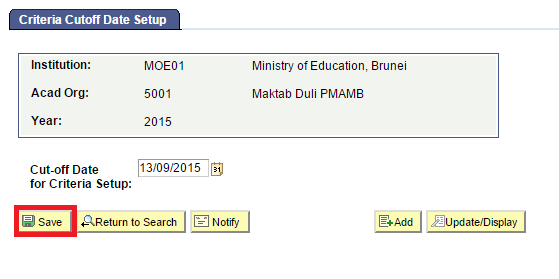 Criteria Cutoff Date Setup
Institution: MOE01 Ministry of Education, Brunei
Acad Org: 5001 Maktab Duli PMAMB
Year: 2015
Cut-off Date 13/09/2015
for Criteria Setup:
Save Return to Search Notify Add Update/Display